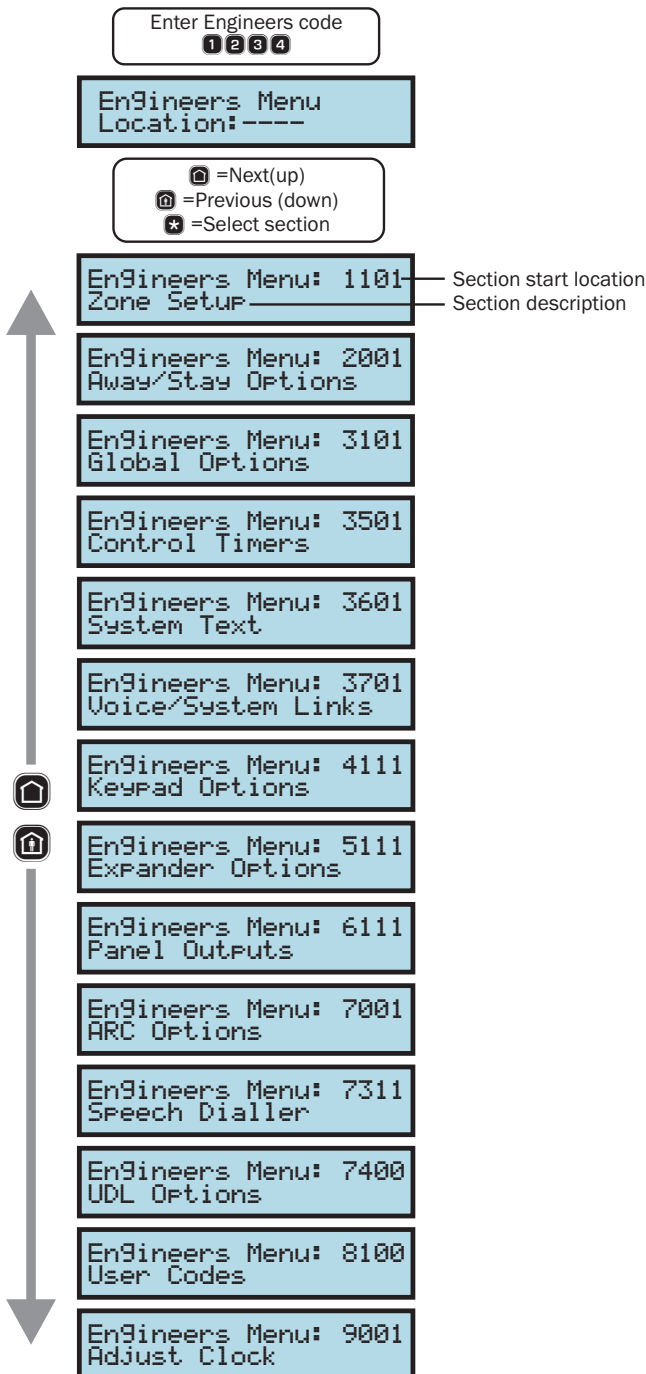 Enter Engineers code
1 2 3 4
Engineers Menu
Location:----
=Next(up)
=Previous (down)
* =Select section
Engineers Menu: 1101
Zone Setup
Section start location
Section description
Engineers Menu: 2001
Away/Stay Options
Engineers Menu: 3101
Global Options
Engineers Menu: 3501
Control Timers
Engineers Menu: 3601
System Text
Engineers Menu: 3701
Voice/System Links
Engineers Menu: 4111
Keypad Options
Engineers Menu: 5111
Expander Options
Engineers Menu: 6111
Panel Outputs
Engineers Menu: 7001
ARC Options
Engineers Menu: 7311
Speech Dialler
Engineers Menu: 7400
UDL Options
Engineers Menu: 8100
User Codes
Engineers Menu: 9001
Adjust Clock